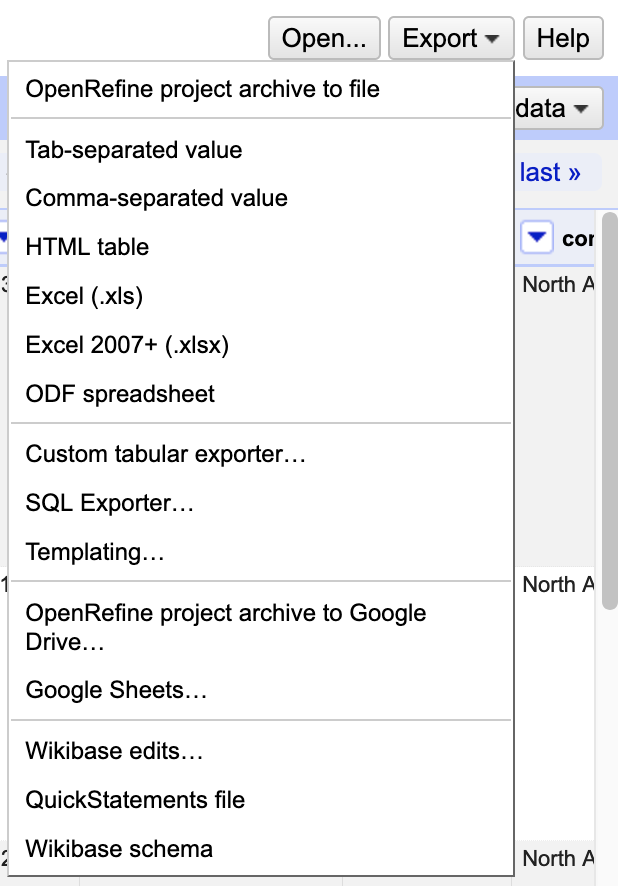 Open... Export Help
OpenRefine project archive to file
data
Tab-separated value
last »
Comma-separated value
HTML table
Excel (.xls)
North A
Excel 2007+ (.xlsx)
ODF spreadsheet
Custom tabular exporter…
SQL Exporter…
Templating…
North A
OpenRefine project archive to Google
Drive…
Google Sheets…
Wikibase edits…
QuickStatements file
Wikibase schema
North A